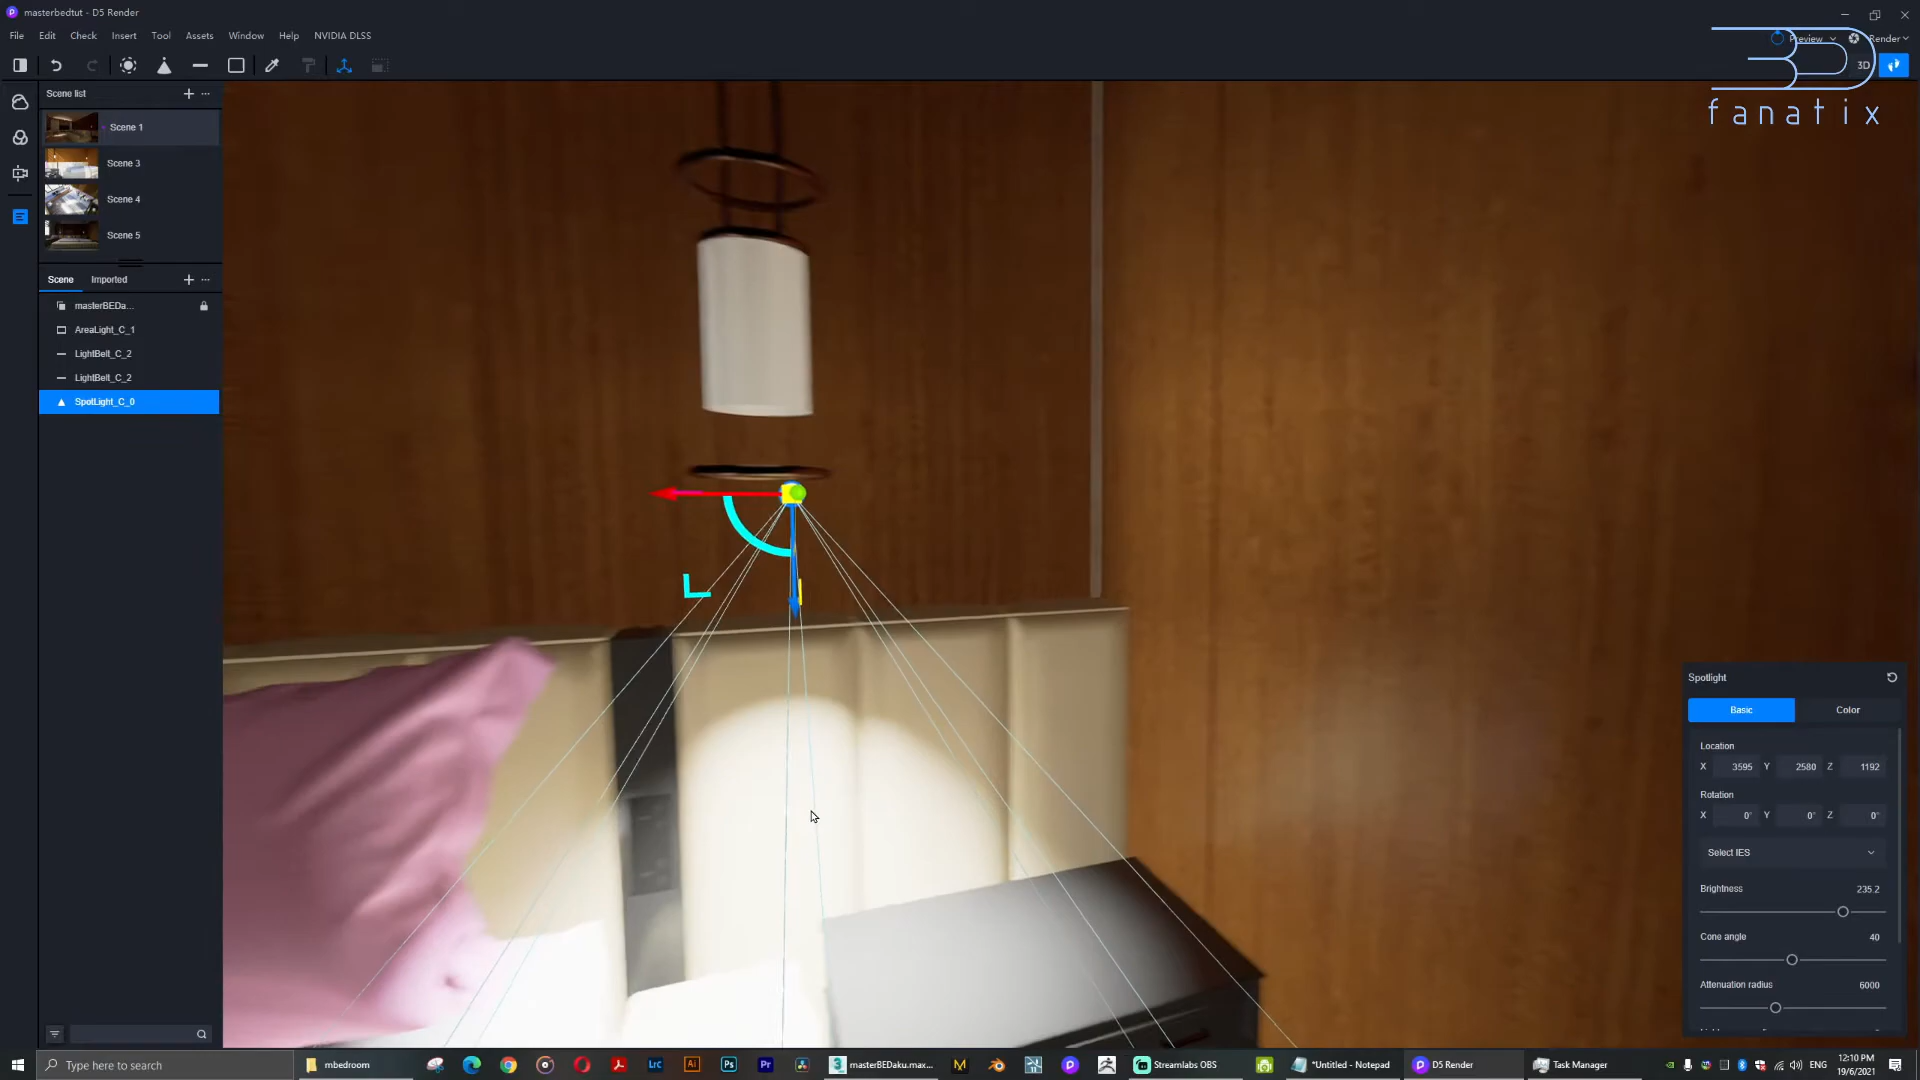 masterbedtut - D5 Render
File Edit Check Insert Tool Assets Window Help NVIDIA DLSS
Preview Render
3D
fanatix
Scene list
Scene 1
Scene 3
Scene 4
Scene 5
Scene Imported
masterBEDa...
AreaLight_C_1
LightBelt_C_2
LightBelt_C_2
SpotLight_C_0
Spotlight
Basic Color
Location
X 3595 Y 2580 Z 1192
Rotation
X 0° Y 0° Z 0°
Select IES
Brightness 235.2
Cone angle 40
Attenuation radius 6000
Type here to search
mbedroom
Lrc Ai Ps Pr
masterBEDaku.max...
Streamlabs OBS
*Untitled - Notepad
D5 Render
Task Manager
ENG
12:10 PM
19/6/2021